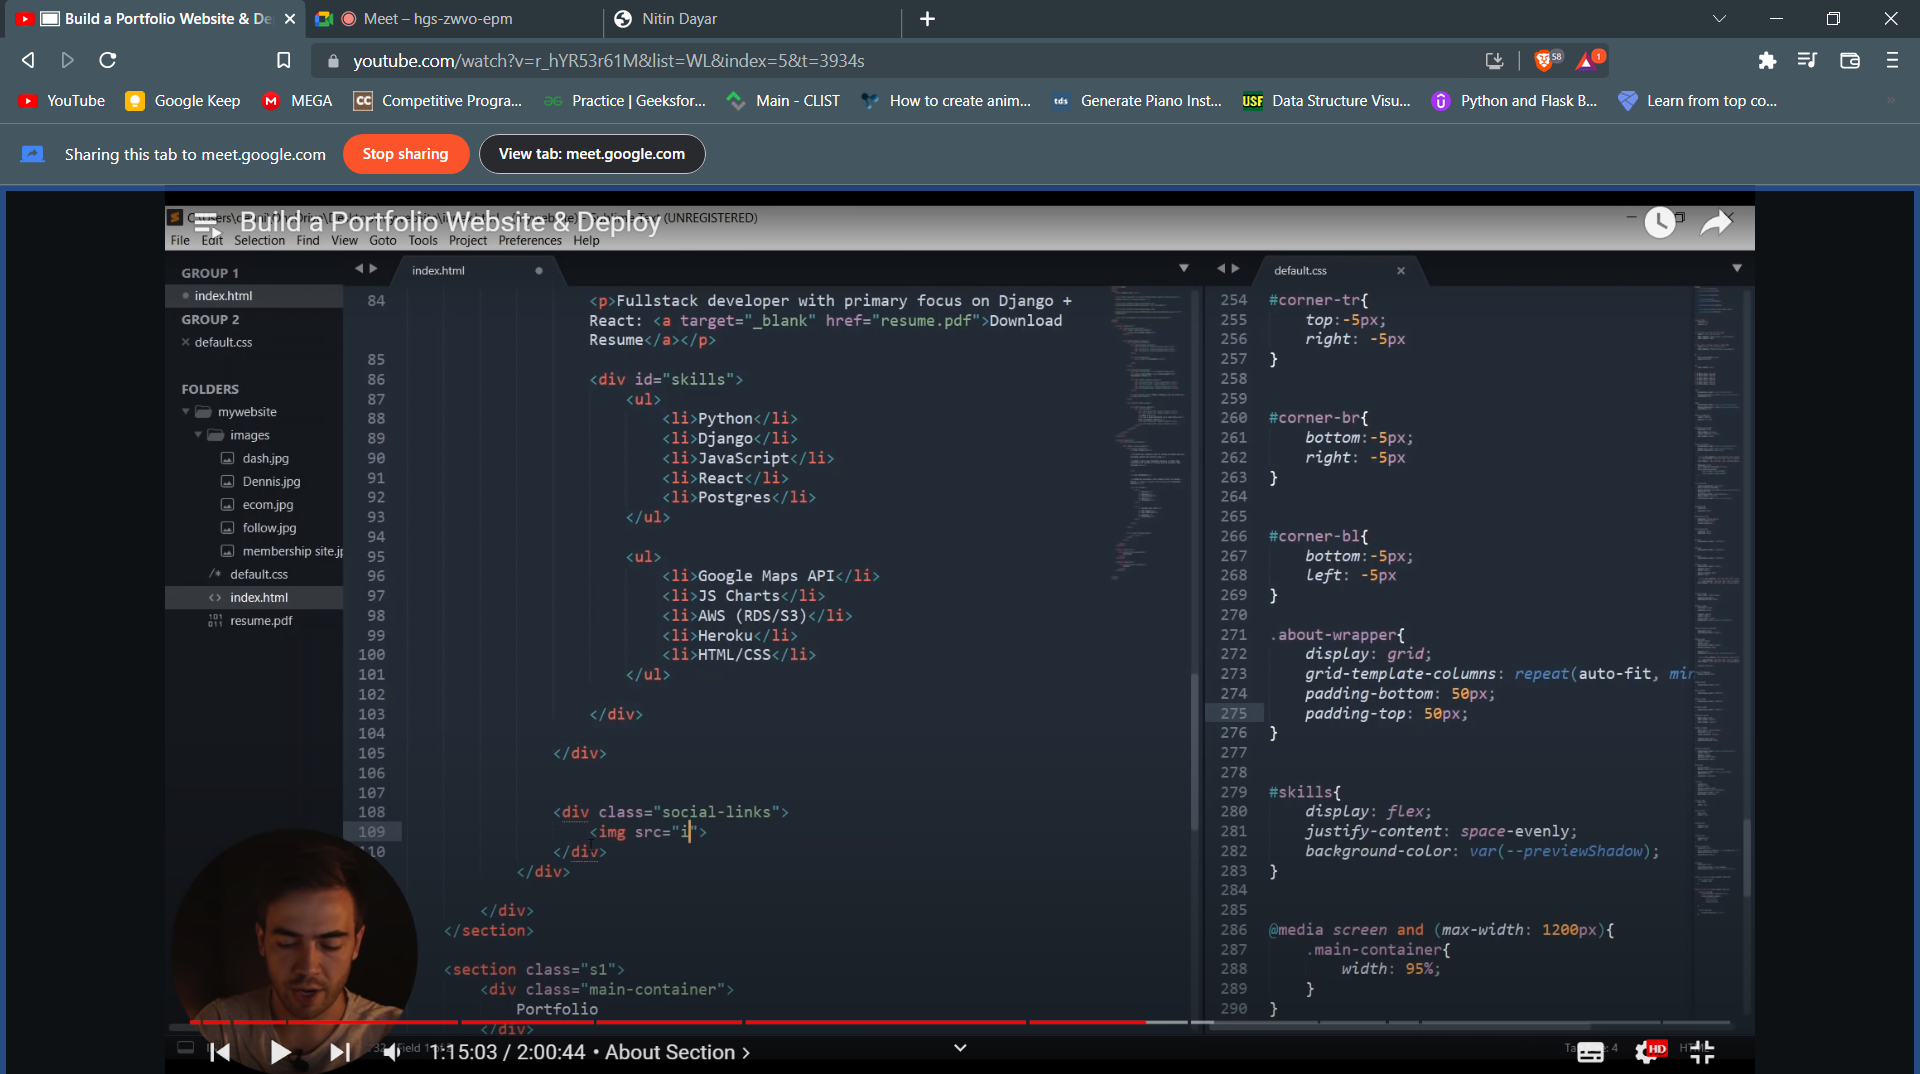 Build a Portfolio Website & De
Meet – hgs-zwvo-epm
Nitin Dayar
youtube.com/watch?v=r_hYR53r61M&list=WL&index=5&t=3934s
58
1
YouTube
Google Keep
MEGA
Competitive Progra...
Practice | Geeksfor...
Main - CLIST
How to create anim...
tds
Generate Piano Inst...
USF
Data Structure Visu...
Python and Flask B...
Learn from top co...
Sharing this tab to meet.google.com
Stop sharing
View tab: meet.google.com
Build a Portfolio Website & Deploy
(UNREGISTERED)
File Edit Selection Find View Goto Tools Project Preferences Help
GROUP 1
index.html
GROUP 2
default.css
FOLDERS
mywebsite
images
dash.jpg
Dennis.jpg
ecom.jpg
follow.jpg
membership site.jp
default.css
index.html
resume.pdf
index.html
84 <p>Fullstack developer with primary focus on Django +
React: <a target="_blank" href="resume.pdf">Download
Resume</a></p>
85
86 <div id="skills">
87 <ul>
88 <li>Python</li>
89 <li>Django</li>
90 <li>JavaScript</li>
91 <li>React</li>
92 <li>Postgres</li>
93 </ul>
94
95 <ul>
96 <li>Google Maps API</li>
97 <li>JS Charts</li>
98 <li>AWS (RDS/S3)</li>
99 <li>Heroku</li>
100 <li>HTML/CSS</li>
101 </ul>
102
103 </div>
104
105 </div>
106
107
108 <div class="social-links">
109 <img src="i">
110 </div>
</div>
</div>
</section>
<section class="s1">
<div class="main-container">
Portfolio
</div>
default.css
254 #corner-tr{
255 top:-5px;
256 right: -5px
257 }
258
259
260 #corner-br{
261 bottom:-5px;
262 right: -5px
263 }
264
265
266 #corner-bl{
267 bottom:-5px;
268 left: -5px
269 }
270
271 .about-wrapper{
272 display: grid;
273 grid-template-columns: repeat(auto-fit, min
274 padding-bottom: 50px;
275 padding-top: 50px;
276 }
277
278
279 #skills{
280 display: flex;
281 justify-content: space-evenly;
282 background-color: var(--previewShadow);
283 }
284
285
286 @media screen and (max-width: 1200px){
287 .main-container{
288 width: 95%;
289 }
290 }
1:15:03 / 2:00:44 • About Section ›
HD